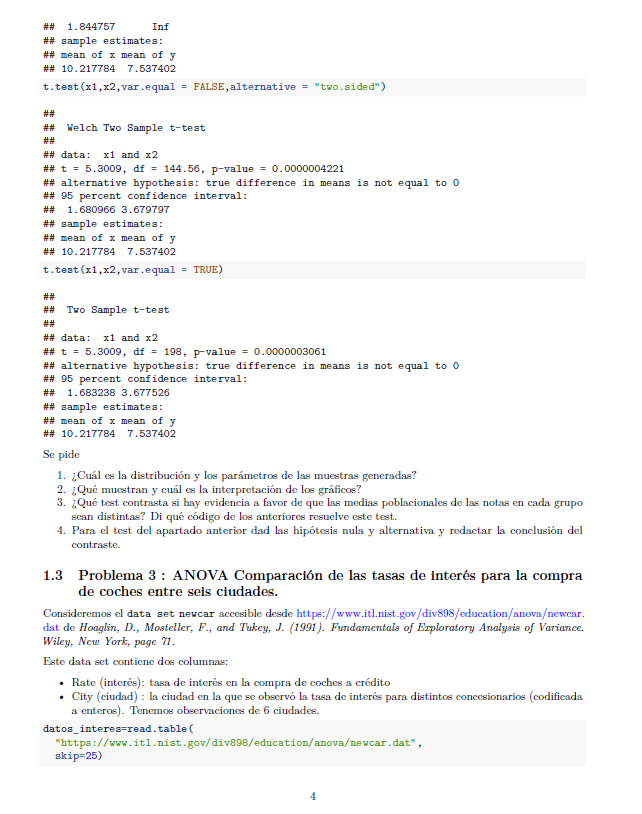 ##  1.844757      Inf
## sample estimates:
## mean of x mean of y
## 10.217784  7.537402
t.test(x1,x2,var.equal = FALSE,alternative = "two.sided")
##
##  Welch Two Sample t-test
##
## data:  x1 and x2
## t = 5.3009, df = 144.56, p-value = 0.0000004221
## alternative hypothesis: true difference in means is not equal to 0
## 95 percent confidence interval:
##  1.680966 3.679797
## sample estimates:
## mean of x mean of y
## 10.217784  7.537402
t.test(x1,x2,var.equal = TRUE)
##
##  Two Sample t-test
##
## data:  x1 and x2
## t = 5.3009, df = 198, p-value = 0.0000003061
## alternative hypothesis: true difference in means is not equal to 0
## 95 percent confidence interval:
##  1.683238 3.677526
## sample estimates:
## mean of x mean of y
## 10.217784  7.537402
Se pide
1. ¿Cuál es la distribución y los parámetros de las muestras generadas?
2. ¿Qué muestran y cuál es la interpretación de los gráficos?
3. ¿Qué test contrasta si hay evidencia a favor de que las medias poblacionales de las notas en cada grupo
sean distintas? Di qué código de los anteriores resuelve este test.
4. Para el test del apartado anterior dad las hipótesis nula y alternativa y redactar la conclusión del
contraste.
1.3 Problema 3 : ANOVA Comparación de las tasas de interés para la compra
de coches entre seis ciudades.
Consideremos el data set newcar accesible desde https://www.itl.nist.gov/div898/education/anova/newcar.
dat de Hoaglin, D., Mosteller, F., and Tukey, J. (1991). Fundamentals of Exploratory Analysis of Variance.
Wiley, New York, page 71.
Este data set contiene dos columnas:
• Rate (interés): tasa de interés en la compra de coches a crédito
• City (ciudad) : la ciudad en la que se observó la tasa de interés para distintos concesionarios (codificada
a enteros). Tenemos observaciones de 6 ciudades.
datos_interes=read.table(
"https://www.itl.nist.gov/div898/education/anova/newcar.dat",
skip=25)
4